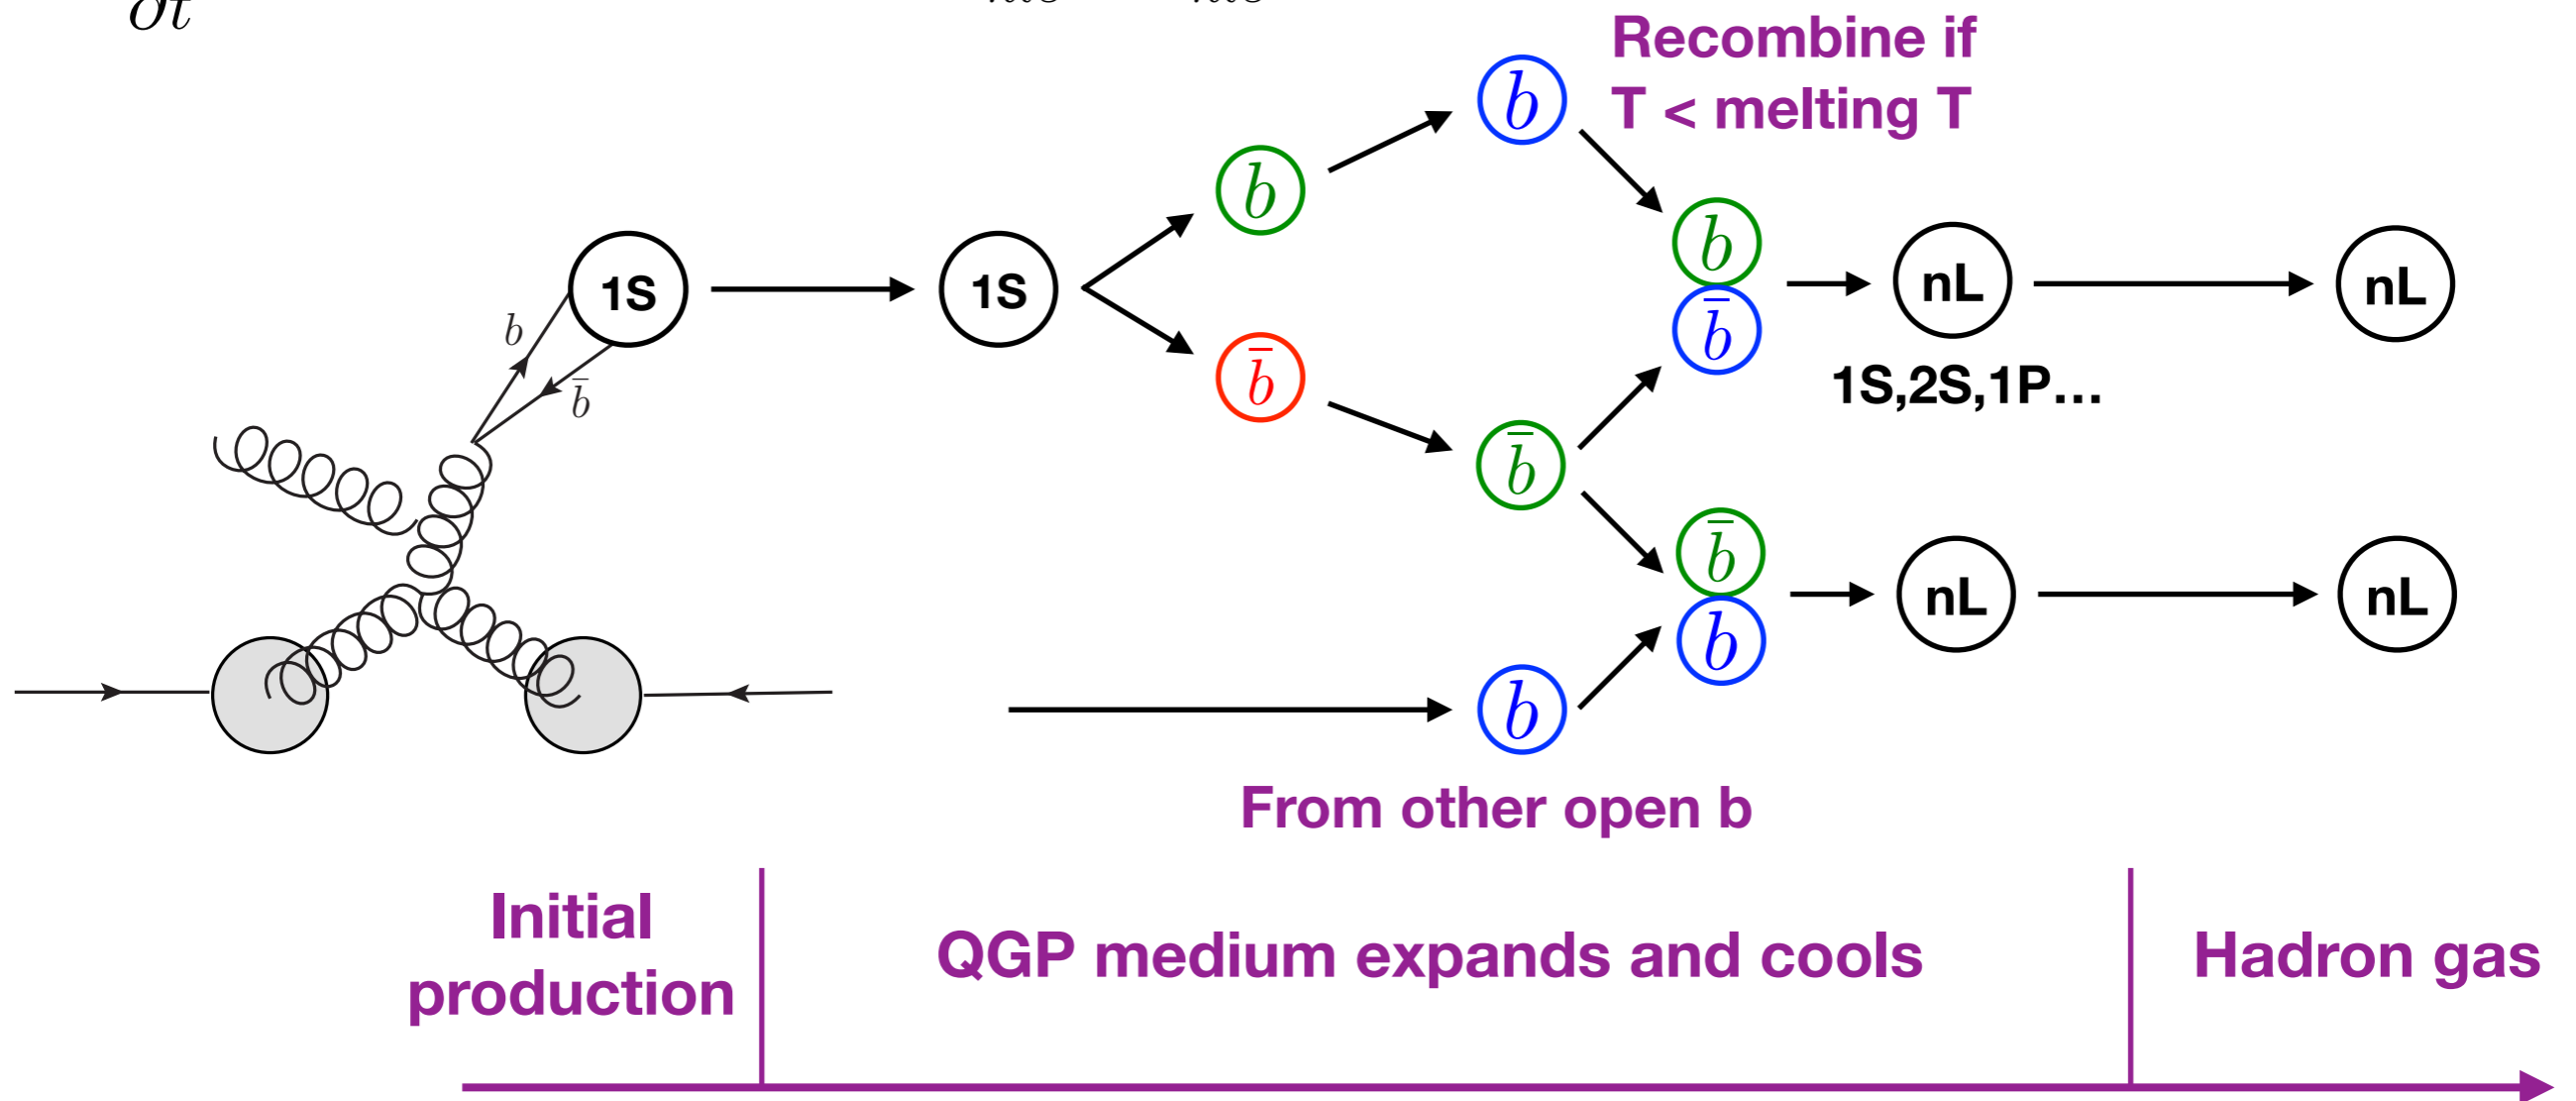 ∂t
Recombine if
T < melting T
b
b
b
1S
1S
nL
nL
b
b̄
b̄
b̄
b̄
1S,2S,1P...
b̄
b̄
nL
nL
b
b
From other open b
Initial
production
QGP medium expands and cools
Hadron gas